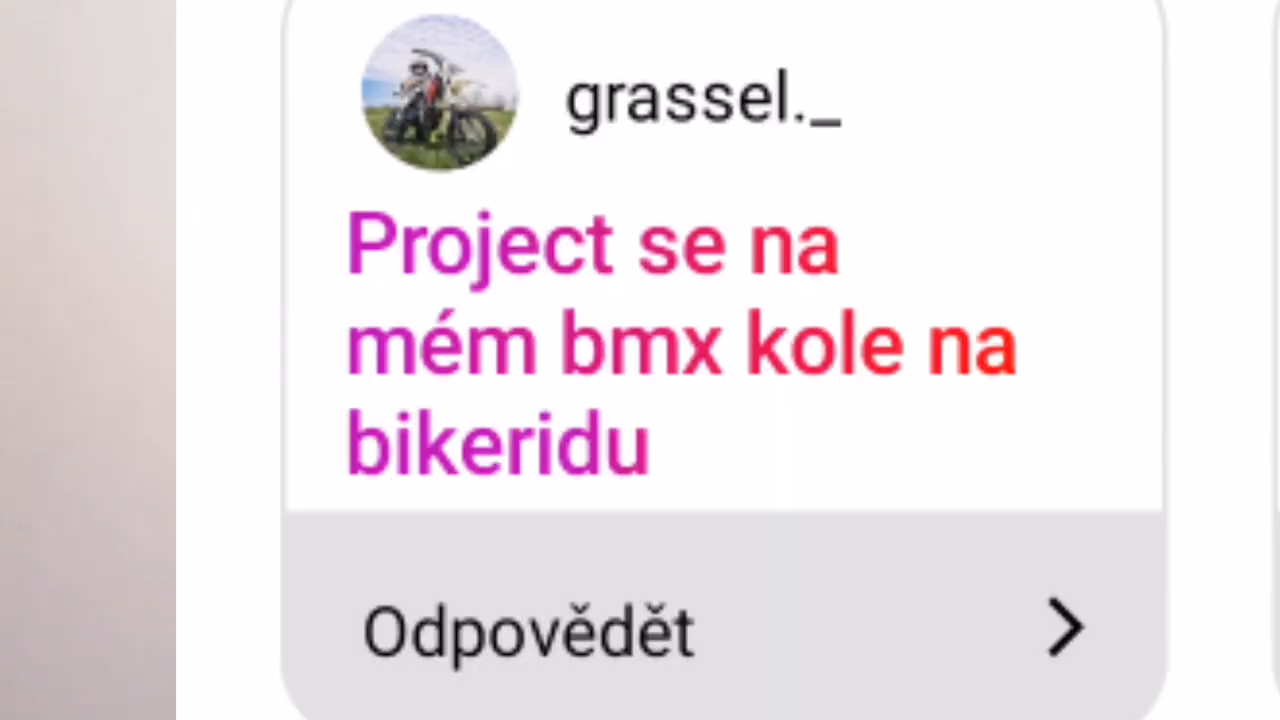 grassel._
Project se na
mém bmx kole na
bikeridu
Odpovědět